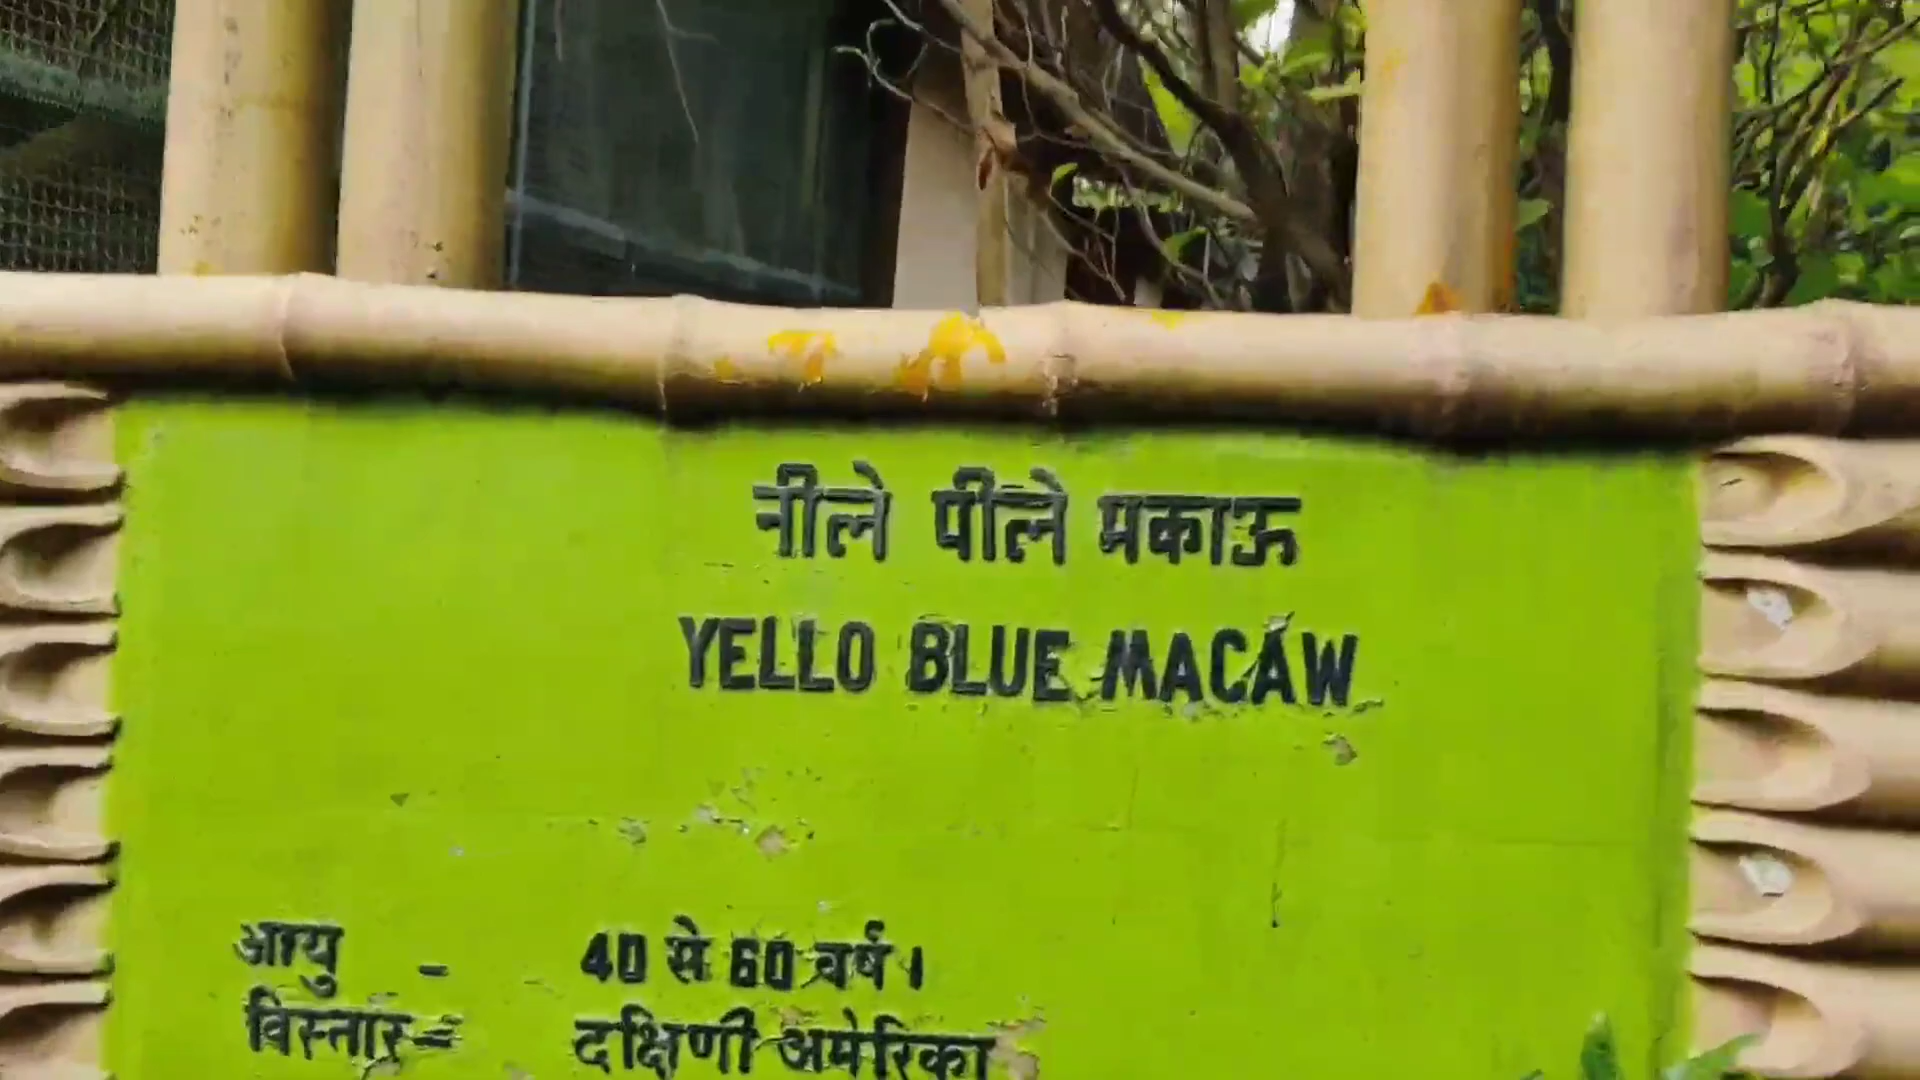 नीले पीले मकाऊ
YELLO BLUE MACAW
आयु - 40 से 60 वर्ष।
विस्तार - दक्षिणी अमेरिका